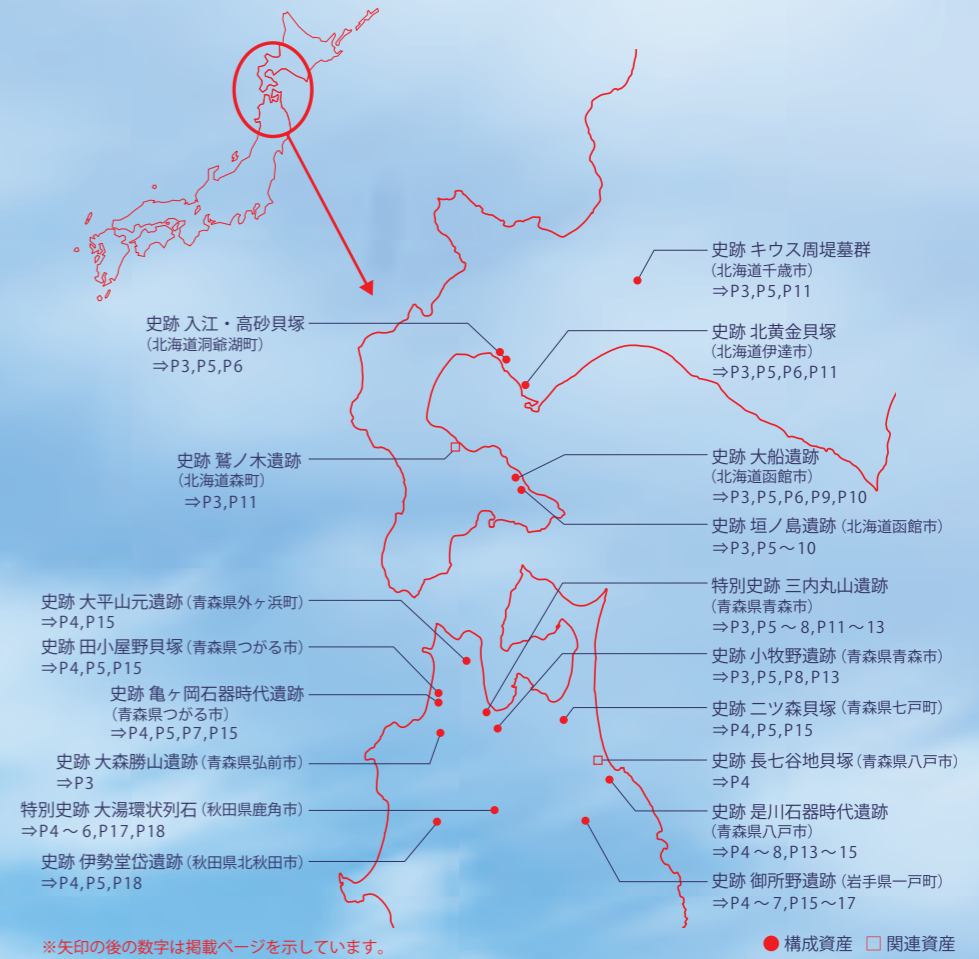 史跡 キウス周堤墓群
(北海道千歳市)
⇒P3,P5,P11
史跡 入江・高砂貝塚
(北海道洞爺湖町)
⇒P3,P5,P6
史跡 北黄金貝塚
(北海道伊達市)
⇒P3,P5,P6,P11
史跡 鷲ノ木遺跡
(北海道森町)
⇒P3,P11
史跡 大船遺跡
(北海道函館市)
⇒P3,P5,P6,P9,P10
史跡 垣ノ島遺跡(北海道函館市)
⇒P3,P5～10
史跡 大平山元遺跡(青森県外ヶ浜町)
⇒P4,P15
史跡 田小屋野貝塚(青森県つがる市)
⇒P4,P5,P15
史跡 亀ヶ岡石器時代遺跡
(青森県つがる市)
⇒P4,P5,P7,P15
史跡 大森勝山遺跡(青森県弘前市)
⇒P3
特別史跡 大湯環状列石(秋田県鹿角市)
⇒P4～6,P17,P18
史跡 伊勢堂岱遺跡(秋田県北秋田市)
⇒P4,P5,P18
特別史跡 三内丸山遺跡
(青森県青森市)
⇒P3,P5～8,P11～13
史跡 小牧野遺跡(青森県青森市)
⇒P3,P5,P8,P13
史跡 二ツ森貝塚(青森県七戸町)
⇒P4,P5,P15
史跡 長七谷地貝塚(青森県八戸市)
⇒P4
史跡 是川石器時代遺跡
(青森県八戸市)
⇒P4～8,P13～15
史跡 御所野遺跡(岩手県一戸町)
⇒P4～7,P15～17
※矢印の後の数字は掲載ページを示しています。
●構成資産 □関連資産